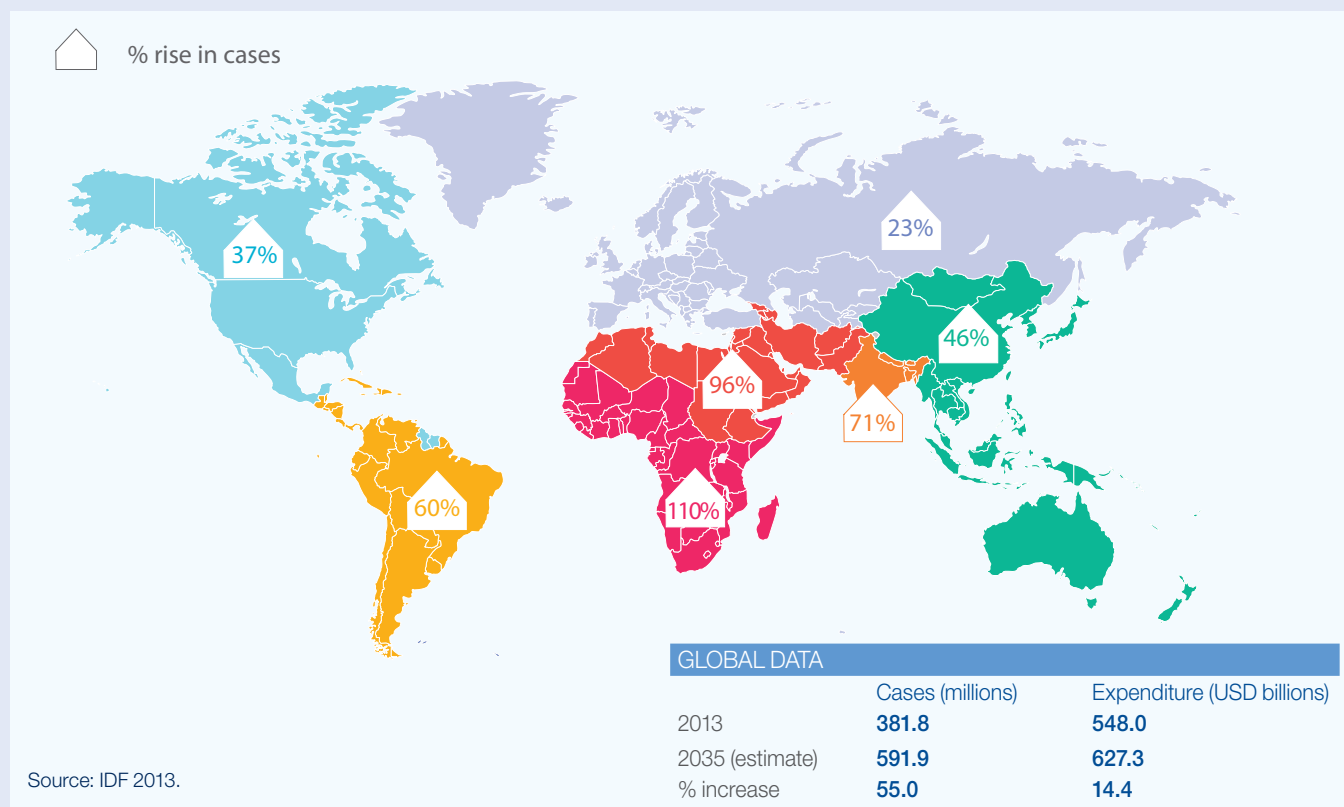 % rise in cases
37%
23%
46%
96%
71%
60%
110%
GLOBAL DATA
Cases (millions) Expenditure (USD billions)
2013 381.8 548.0
2035 (estimate) 591.9 627.3
% increase 55.0 14.4
Source: IDF 2013.